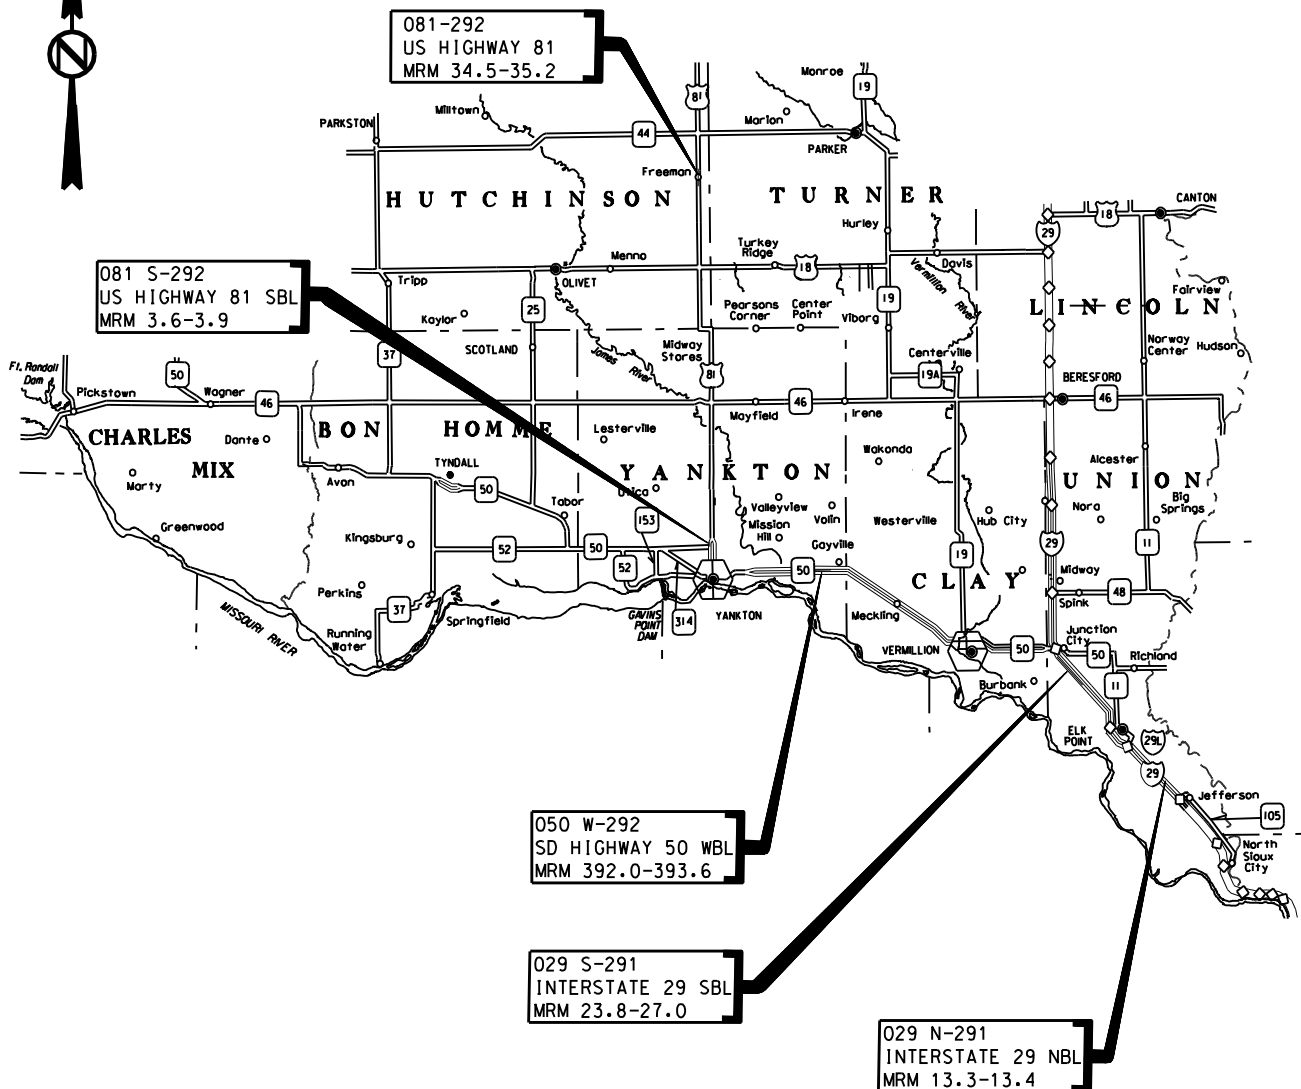 N
081-292
US HIGHWAY 81
MRM 34.5-35.2
Monroe
81
19
Milltown
Marion
PARKSTON
44
PARKER
Freeman
HUTCHINSON
TURNER
CANTON
18
Hurley
29
Turkey
Ridge
Menno
18
Davis
081 S-292
US HIGHWAY 81 SBL
MRM 3.6-3.9
OLIVET
Tripp
Vermillion River
Fairview
25
19
Pearsons
Corner
Center
Point
Viborg
LINCOLN
Kaylor
SCOTLAND
37
James River
Midway
Stores
Centerville
Norway
Center
Hudson
Ft. Randall
Dam
50
81
19A
BERESFORD
Pickstown
Wagner
46
46
46
Mayfield
Irene
CHARLES
MIX
BON HOMME
Dante
Lesterville
Wakonda
Alcester
TYNDALL
YANKTON
UNION
Marty
Avon
50
Utica
Tabor
Valleyview
Mission
Hill
Volin
Westerville
Hub City
Nora
Big
Springs
153
Greenwood
Kingsburg
52
50
52
Gayville
19
29
11
50
CLAY
Midway
Perkins
48
Spink
37
Springfield
MISSOURI RIVER
Running
Water
GAVINS
POINT
DAM
314
YANKTON
Meckling
VERMILLION
50
Junction
City
50
Richland
Burbank
11
ELK
POINT
29L
29
Jefferson
105
North
Sioux
City
050 W-292
SD HIGHWAY 50 WBL
MRM 392.0-393.6
029 S-291
INTERSTATE 29 SBL
MRM 23.8-27.0
029 N-291
INTERSTATE 29 NBL
MRM 13.3-13.4